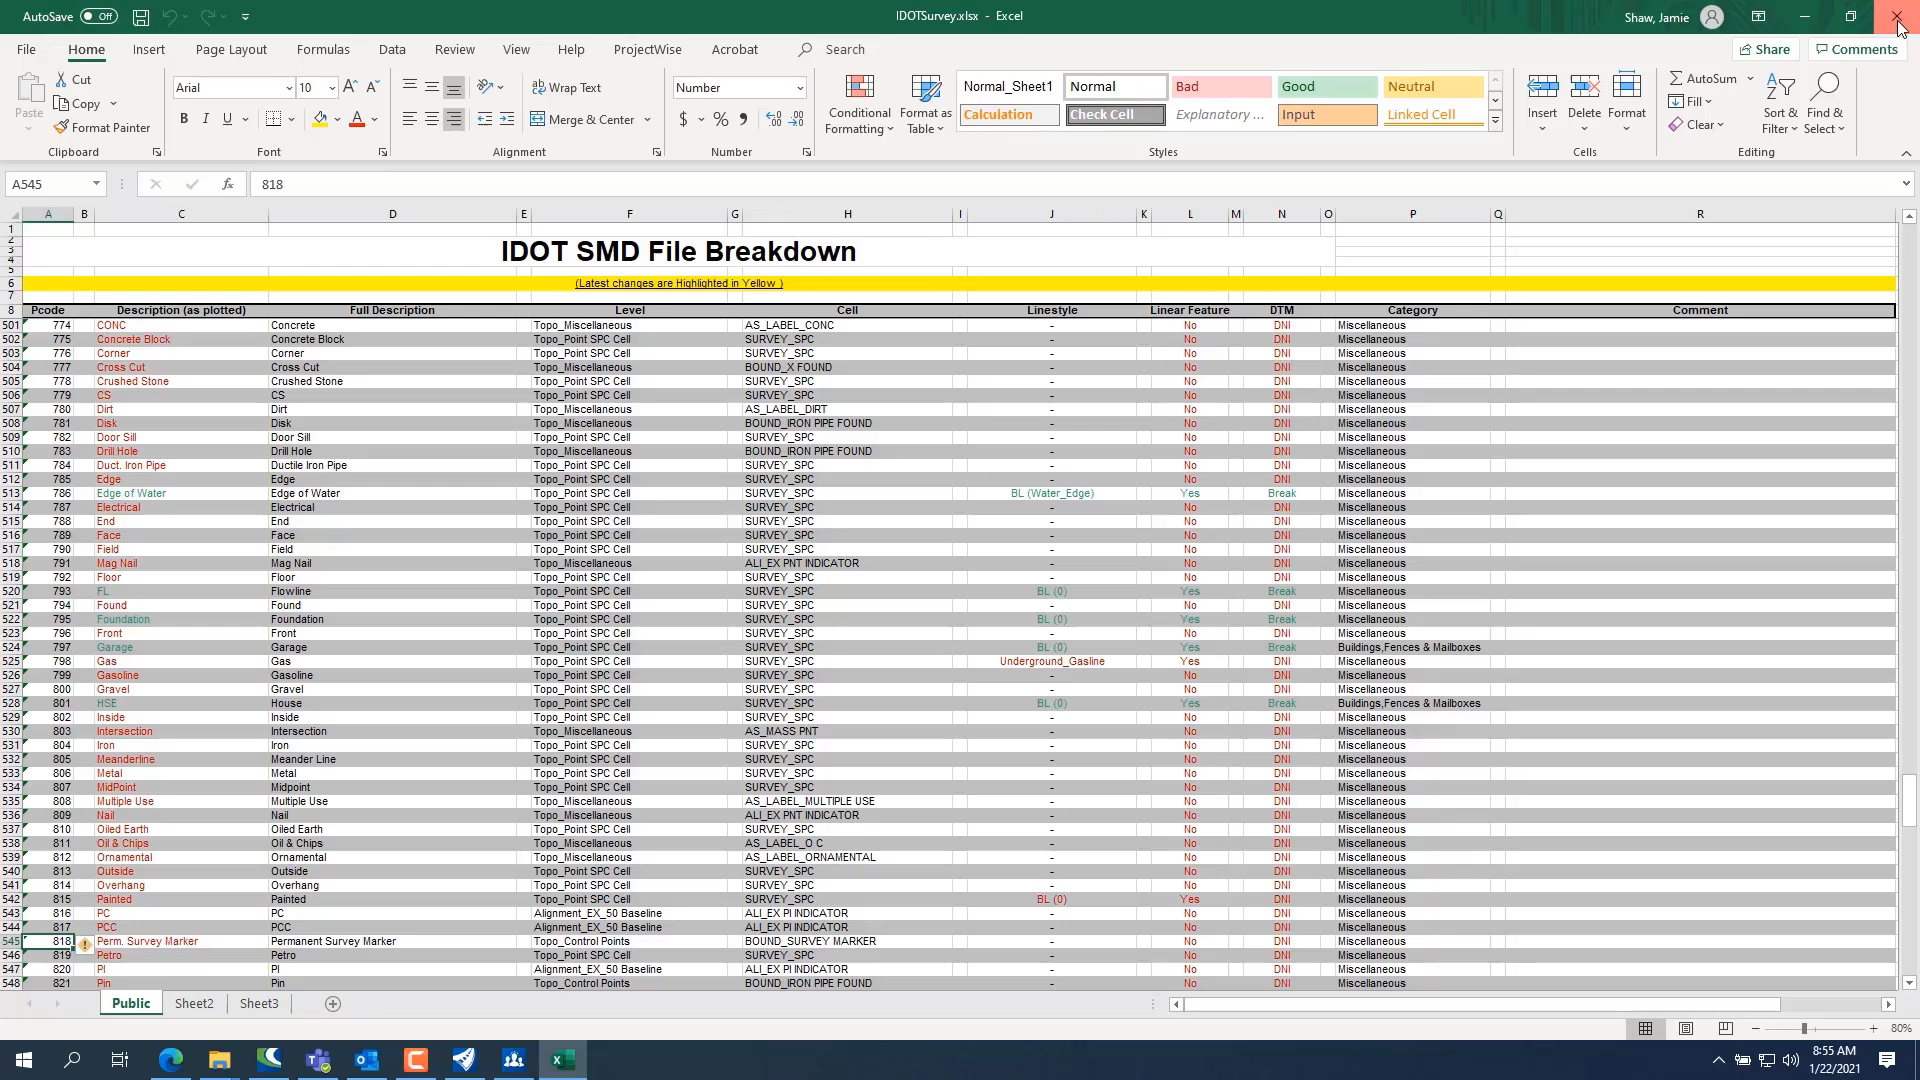 AutoSave Off IDOTSurvey.xlsx - Excel Shaw, Jamie
File Home Insert Page Layout Formulas Data Review View Help ProjectWise Acrobat Search Share Comments
Paste Cut Copy Format Painter Clipboard
Arial 10 B I U Font
Wrap Text Merge & Center Alignment
Number $ % Number
Conditional Formatting Format as Table
Normal_Sheet1 Normal Bad Good Neutral
Calculation Check Cell Explanatory ... Input Linked Cell
Styles
Insert Delete Format Cells
AutoSum Fill Clear Sort & Filter Find & Select Editing
A545 fx 818
A B C D E F G H I J K L M N O P Q R
1
2
3 IDOT SMD File Breakdown
4
5
6 (Latest changes are Highlighted in Yellow )
7
8 Pcode Description (as plotted) Full Description Level Cell Linestyle Linear Feature DTM Category Comment
501 774 CONC Concrete Topo_Miscellaneous AS_LABEL_CONC - No DNI Miscellaneous
502 775 Concrete Block Concrete Block Topo_Point SPC Cell SURVEY_SPC - No DNI Miscellaneous
503 776 Corner Corner Topo_Point SPC Cell SURVEY_SPC - No DNI Miscellaneous
504 777 Cross Cut Cross Cut Topo_Miscellaneous BOUND_X FOUND - No DNI Miscellaneous
505 778 Crushed Stone Crushed Stone Topo_Point SPC Cell SURVEY_SPC - No DNI Miscellaneous
506 779 CS CS Topo_Point SPC Cell SURVEY_SPC - No DNI Miscellaneous
507 780 Dirt Dirt Topo_Miscellaneous AS_LABEL_DIRT - No DNI Miscellaneous
508 781 Disk Disk Topo_Miscellaneous BOUND_IRON PIPE FOUND - No DNI Miscellaneous
509 782 Door Sill Door Sill Topo_Point SPC Cell SURVEY_SPC - No DNI Miscellaneous
510 783 Drill Hole Drill Hole Topo_Miscellaneous BOUND_IRON PIPE FOUND - No DNI Miscellaneous
511 784 Duct. Iron Pipe Ductile Iron Pipe Topo_Point SPC Cell SURVEY_SPC - No DNI Miscellaneous
512 785 Edge Edge Topo_Point SPC Cell SURVEY_SPC - No DNI Miscellaneous
513 786 Edge of Water Edge of Water Topo_Point SPC Cell SURVEY_SPC BL (Water_Edge) Yes Break Miscellaneous
514 787 Electrical Electrical Topo_Point SPC Cell SURVEY_SPC - No DNI Miscellaneous
515 788 End End Topo_Point SPC Cell SURVEY_SPC - No DNI Miscellaneous
516 789 Face Face Topo_Point SPC Cell SURVEY_SPC - No DNI Miscellaneous
517 790 Field Field Topo_Point SPC Cell SURVEY_SPC - No DNI Miscellaneous
518 791 Mag Nail Mag Nail Topo_Miscellaneous ALI_EX PNT INDICATOR - No DNI Miscellaneous
519 792 Floor Floor Topo_Point SPC Cell SURVEY_SPC - No DNI Miscellaneous
520 793 FL Flowline Topo_Point SPC Cell SURVEY_SPC BL (0) Yes Break Miscellaneous
521 794 Found Found Topo_Point SPC Cell SURVEY_SPC - No DNI Miscellaneous
522 795 Foundation Foundation Topo_Point SPC Cell SURVEY_SPC BL (0) Yes Break Miscellaneous
523 796 Front Front Topo_Point SPC Cell SURVEY_SPC - No DNI Miscellaneous
524 797 Garage Garage Topo_Point SPC Cell SURVEY_SPC BL (0) Yes Break Buildings,Fences & Mailboxes
525 798 Gas Gas Topo_Point SPC Cell SURVEY_SPC Underground_Gasline Yes DNI Miscellaneous
526 799 Gasoline Gasoline Topo_Point SPC Cell SURVEY_SPC - No DNI Miscellaneous
527 800 Gravel Gravel Topo_Point SPC Cell SURVEY_SPC - No DNI Miscellaneous
528 801 HSE House Topo_Point SPC Cell SURVEY_SPC BL (0) Yes Break Buildings,Fences & Mailboxes
529 802 Inside Inside Topo_Point SPC Cell SURVEY_SPC - No DNI Miscellaneous
530 803 Intersection Intersection Topo_Miscellaneous AS_MASS PNT - No DNI Miscellaneous
531 804 Iron Iron Topo_Point SPC Cell SURVEY_SPC - No DNI Miscellaneous
532 805 Meanderline Meander Line Topo_Point SPC Cell SURVEY_SPC - No DNI Miscellaneous
533 806 Metal Metal Topo_Point SPC Cell SURVEY_SPC - No DNI Miscellaneous
534 807 MidPoint Midpoint Topo_Point SPC Cell SURVEY_SPC - No DNI Miscellaneous
535 808 Multiple Use Multiple Use Topo_Miscellaneous AS_LABEL_MULTIPLE USE - No DNI Miscellaneous
536 809 Nail Nail Topo_Miscellaneous ALI_EX PNT INDICATOR - No DNI Miscellaneous
537 810 Oiled Earth Oiled Earth Topo_Point SPC Cell SURVEY_SPC - No DNI Miscellaneous
538 811 Oil & Chips Oil & Chips Topo_Miscellaneous AS_LABEL_O C - No DNI Miscellaneous
539 812 Ornamental Ornamental Topo_Miscellaneous AS_LABEL_ORNAMENTAL - No DNI Miscellaneous
540 813 Outside Outside Topo_Point SPC Cell SURVEY_SPC - No DNI Miscellaneous
541 814 Overhang Overhang Topo_Point SPC Cell SURVEY_SPC - No DNI Miscellaneous
542 815 Painted Painted Topo_Point SPC Cell SURVEY_SPC BL (0) Yes DNI Miscellaneous
543 816 PC PC Alignment_EX_50 Baseline ALI_EX PI INDICATOR - No DNI Miscellaneous
544 817 PCC PCC Alignment_EX_50 Baseline ALI_EX PI INDICATOR - No DNI Miscellaneous
545 818 Perm. Survey Marker Permanent Survey Marker Topo_Control Points BOUND_SURVEY MARKER - No DNI Miscellaneous
546 819 Petro Petro Topo_Point SPC Cell SURVEY_SPC - No DNI Miscellaneous
547 820 PI PI Alignment_EX_50 Baseline ALI_EX PI INDICATOR - No DNI Miscellaneous
548 821 Pin Pin Topo_Control Points BOUND_IRON PIPE FOUND - No DNI Miscellaneous
Public Sheet2 Sheet3
80%
8:55 AM
1/22/2021